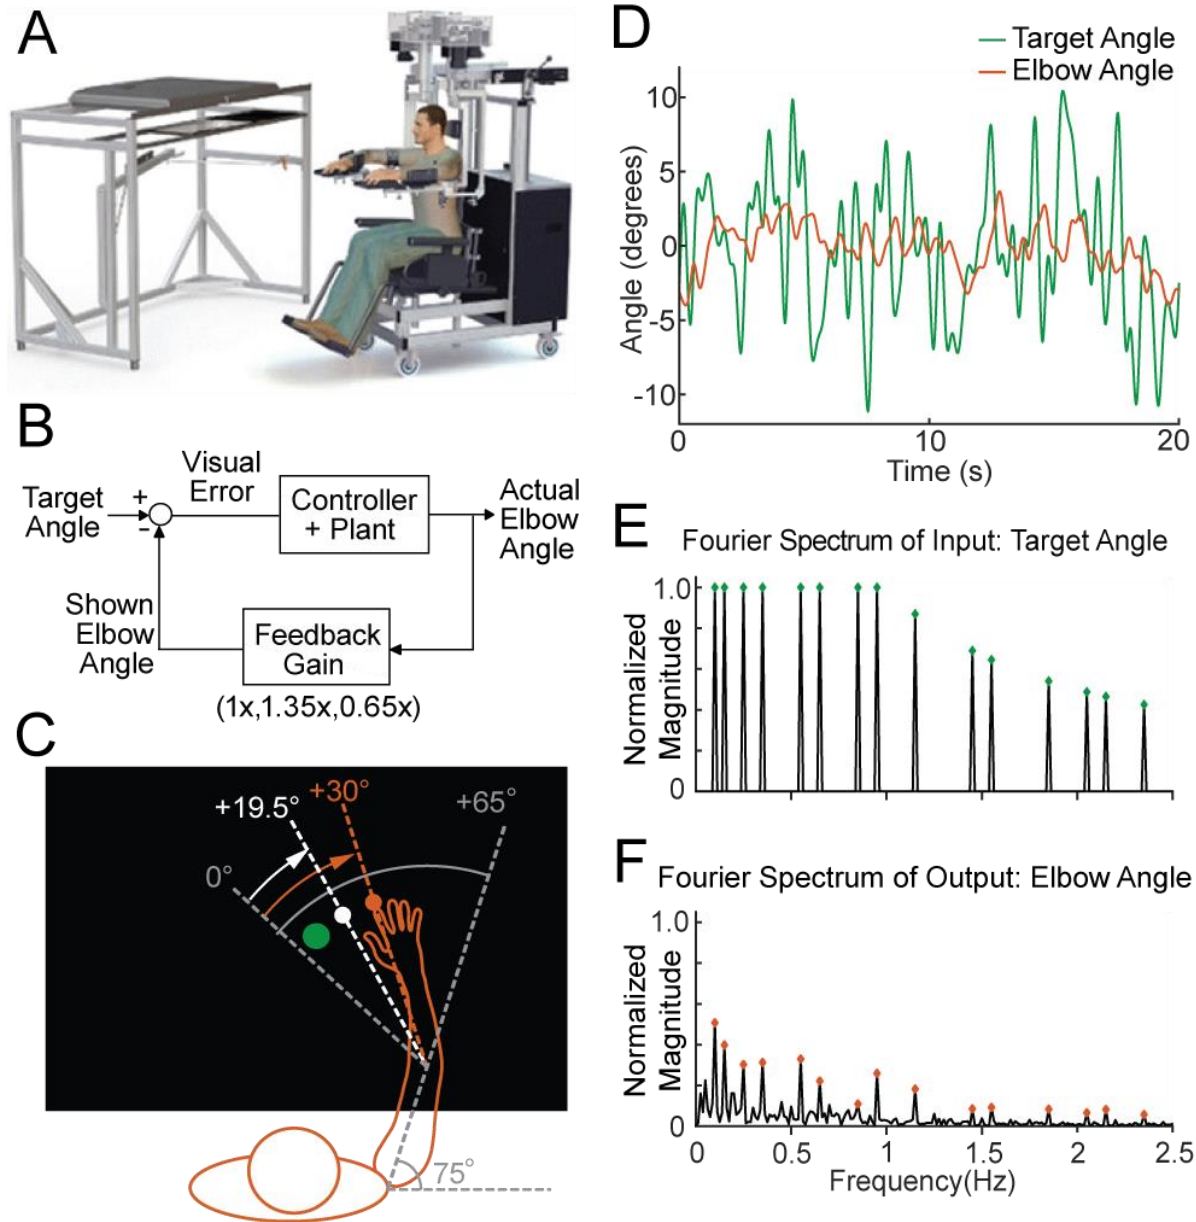 A
B
Target
Angle
+
−
Visual
Error
Controller
+ Plant
Actual
Elbow
Angle
Shown
Elbow
Angle
Feedback
Gain
(1x,1.35x,0.65x)
C
0°
+19.5°
+30°
+65°
75°
D
Target Angle
Elbow Angle
Angle (degrees)
10
5
0
-5
-10
0
10
20
Time (s)
E
Fourier Spectrum of Input: Target Angle
Normalized
Magnitude
1.0
0
F
Fourier Spectrum of Output: Elbow Angle
Normalized
Magnitude
1.0
0
0
0.5
1
1.5
2
2.5
Frequency(Hz)